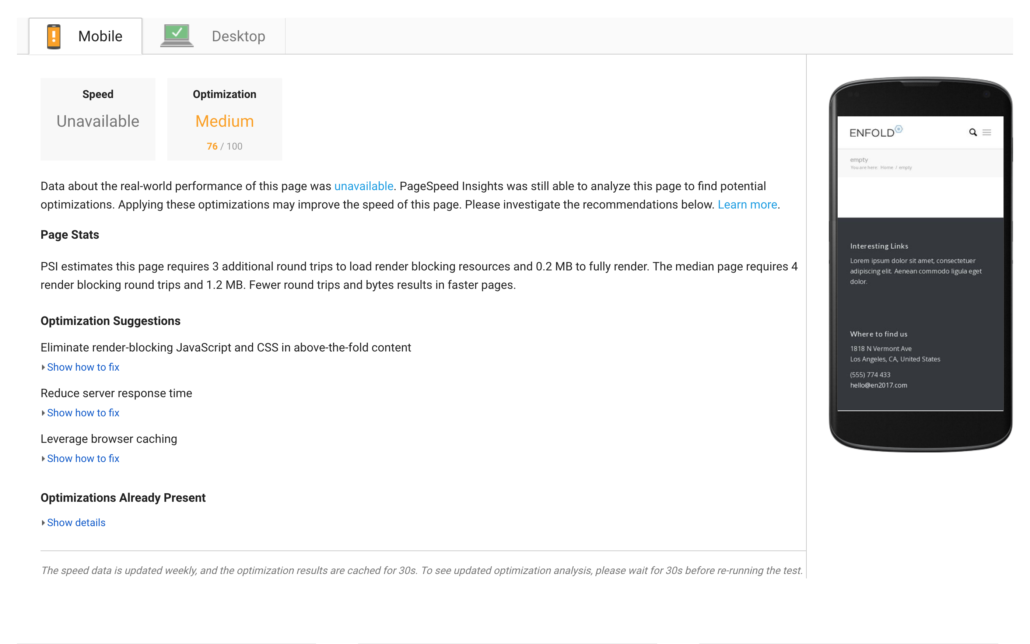 Mobile
Desktop
Speed
Unavailable
Optimization
Medium
76 / 100
Data about the real-world performance of this page was unavailable. PageSpeed Insights was still able to analyze this page to find potential
optimizations. Applying these optimizations may improve the speed of this page. Please investigate the recommendations below. Learn more.
Page Stats
PSI estimates this page requires 3 additional round trips to load render blocking resources and 0.2 MB to fully render. The median page requires 4
render blocking round trips and 1.2 MB. Fewer round trips and bytes results in faster pages.
Optimization Suggestions
Eliminate render-blocking JavaScript and CSS in above-the-fold content
Show how to fix
Reduce server response time
Show how to fix
Leverage browser caching
Show how to fix
Optimizations Already Present
Show details
The speed data is updated weekly, and the optimization results are cached for 30s. To see updated optimization analysis, please wait for 30s before re-running the test.
ENFOLD
empty
You are here: Home / empty
Interesting Links
Lorem ipsum dolor sit amet, consectetuer
adipiscing elit. Aenean commodo ligula eget
dolor.
Where to find us
1818 N Vermont Ave
Los Angeles, CA, United States
(555) 774 433
hello@en2017.com